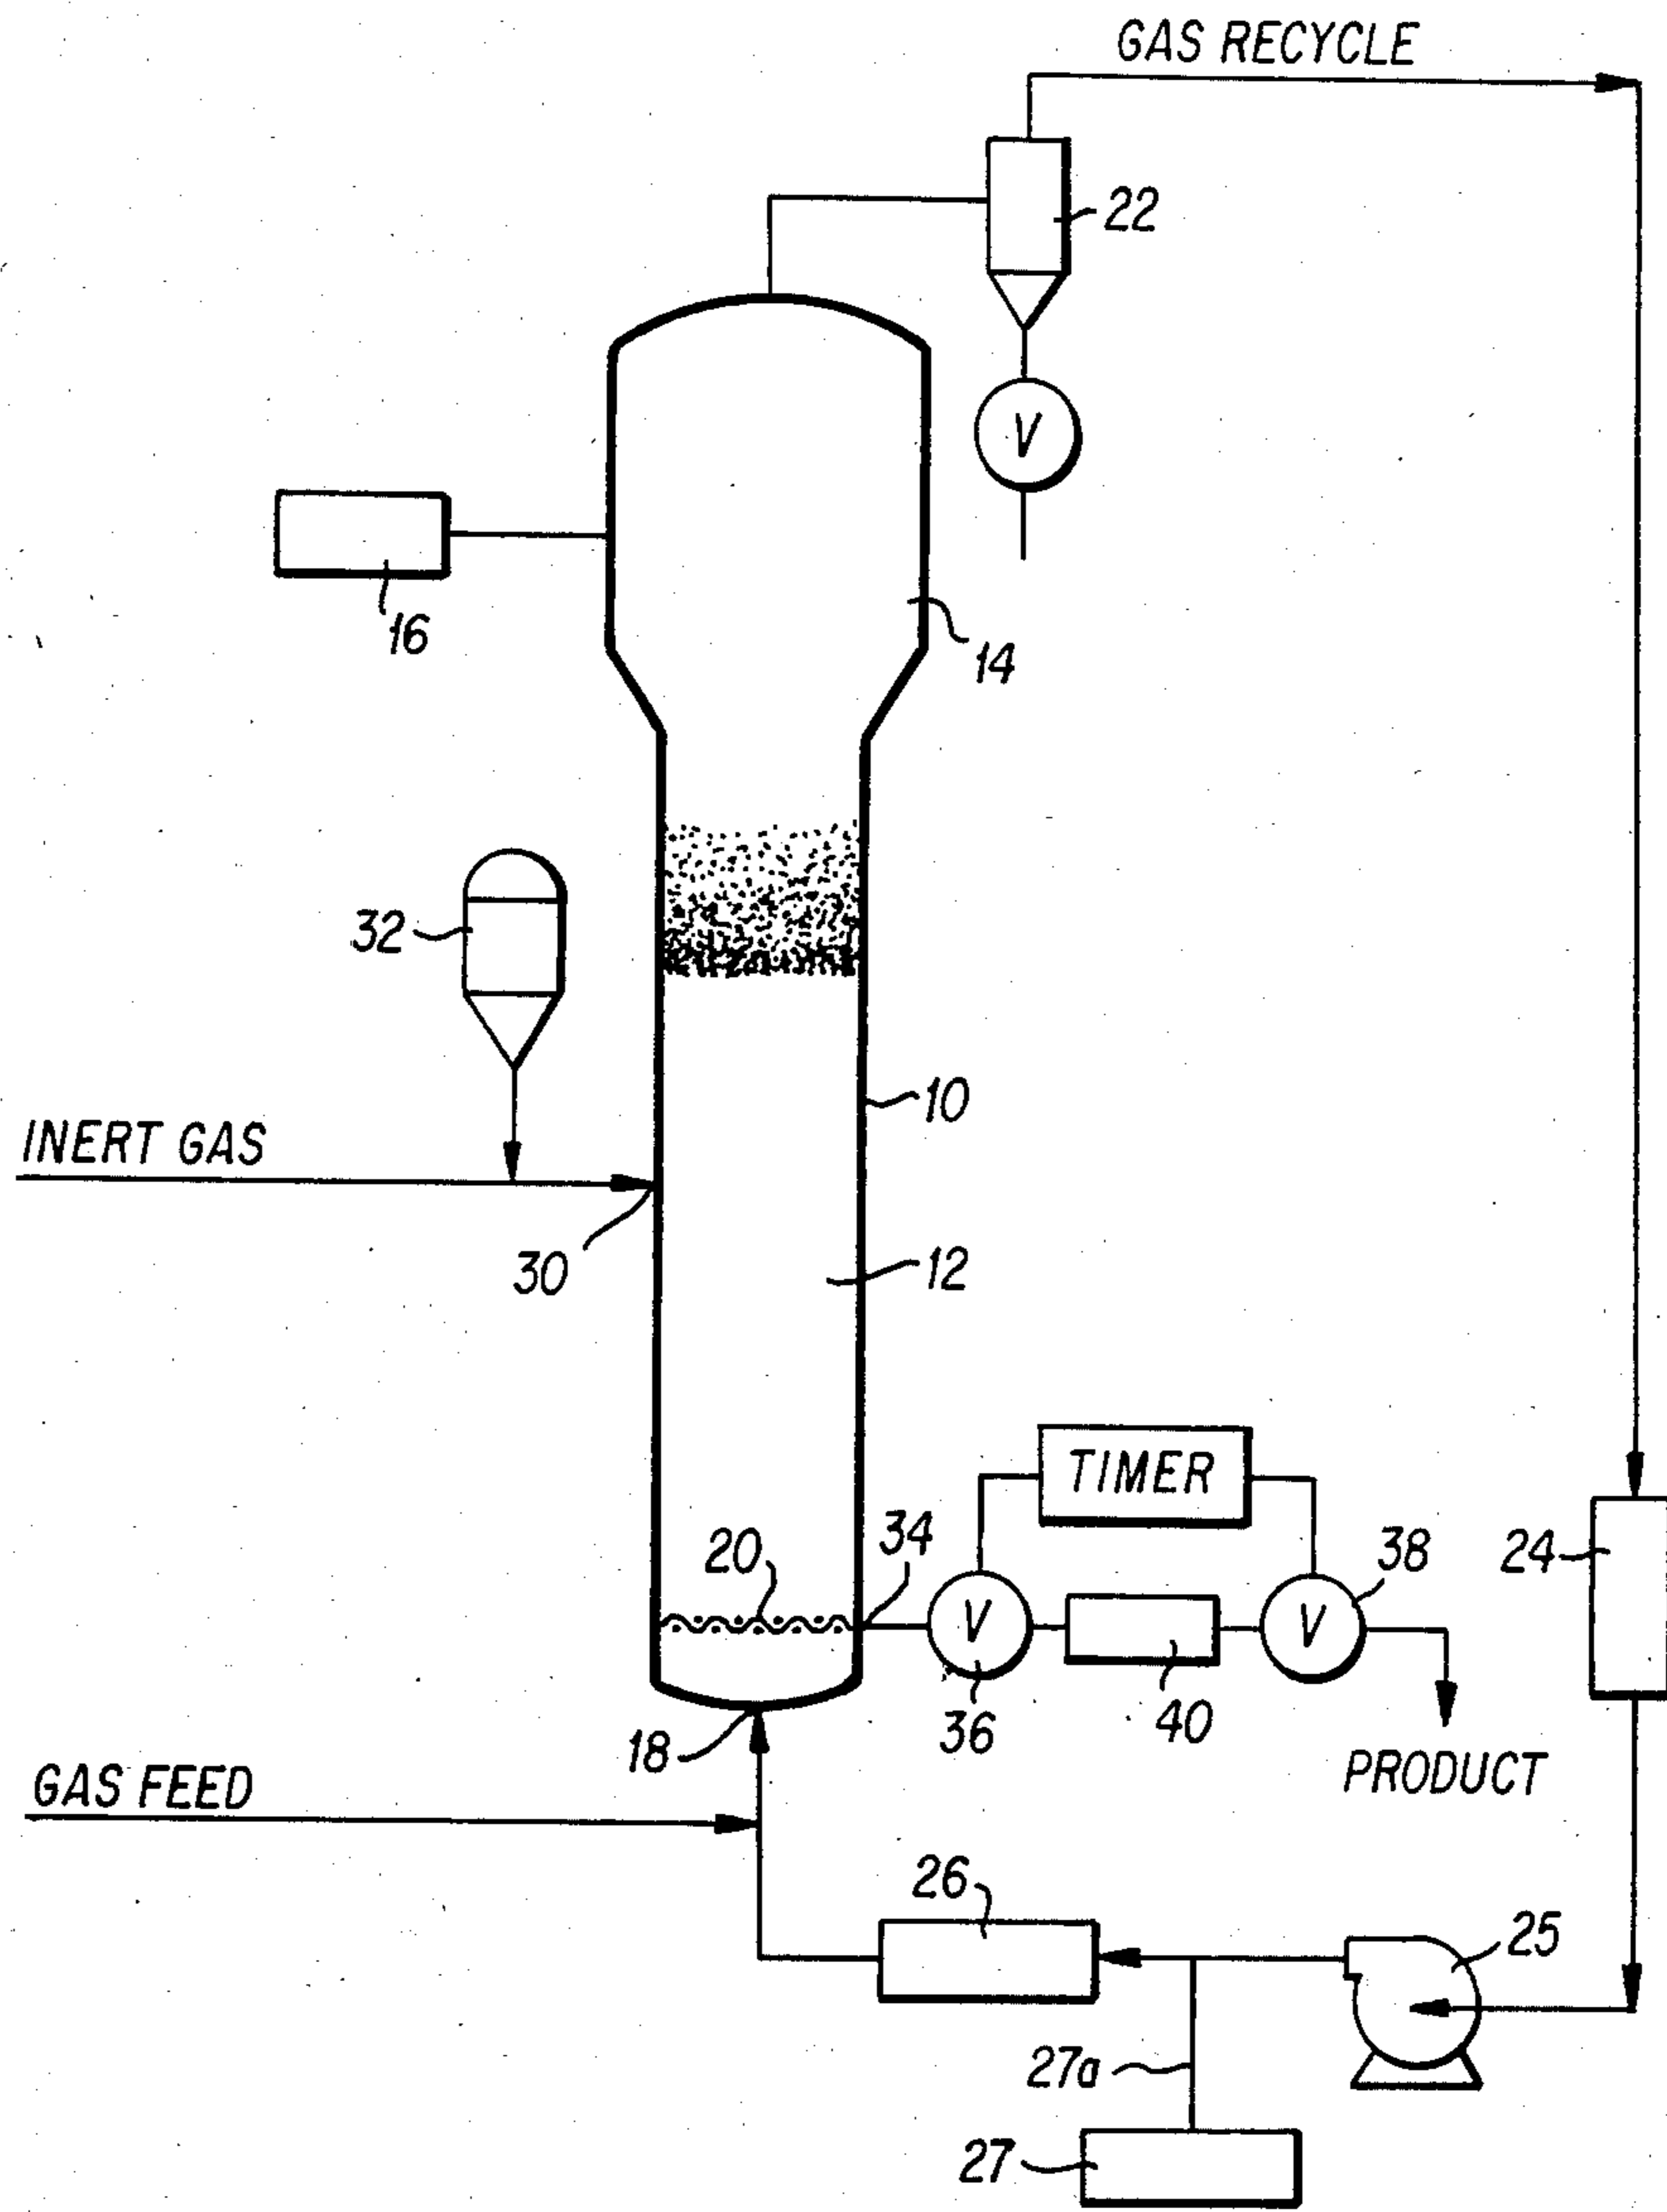 GAS RECYCLE
22
V
16
14
32
10
INERT GAS
30
12
TIMER
20
34
38
24
V
V
36
40
18
PRODUCT
GAS FEED
26
25
27a
27